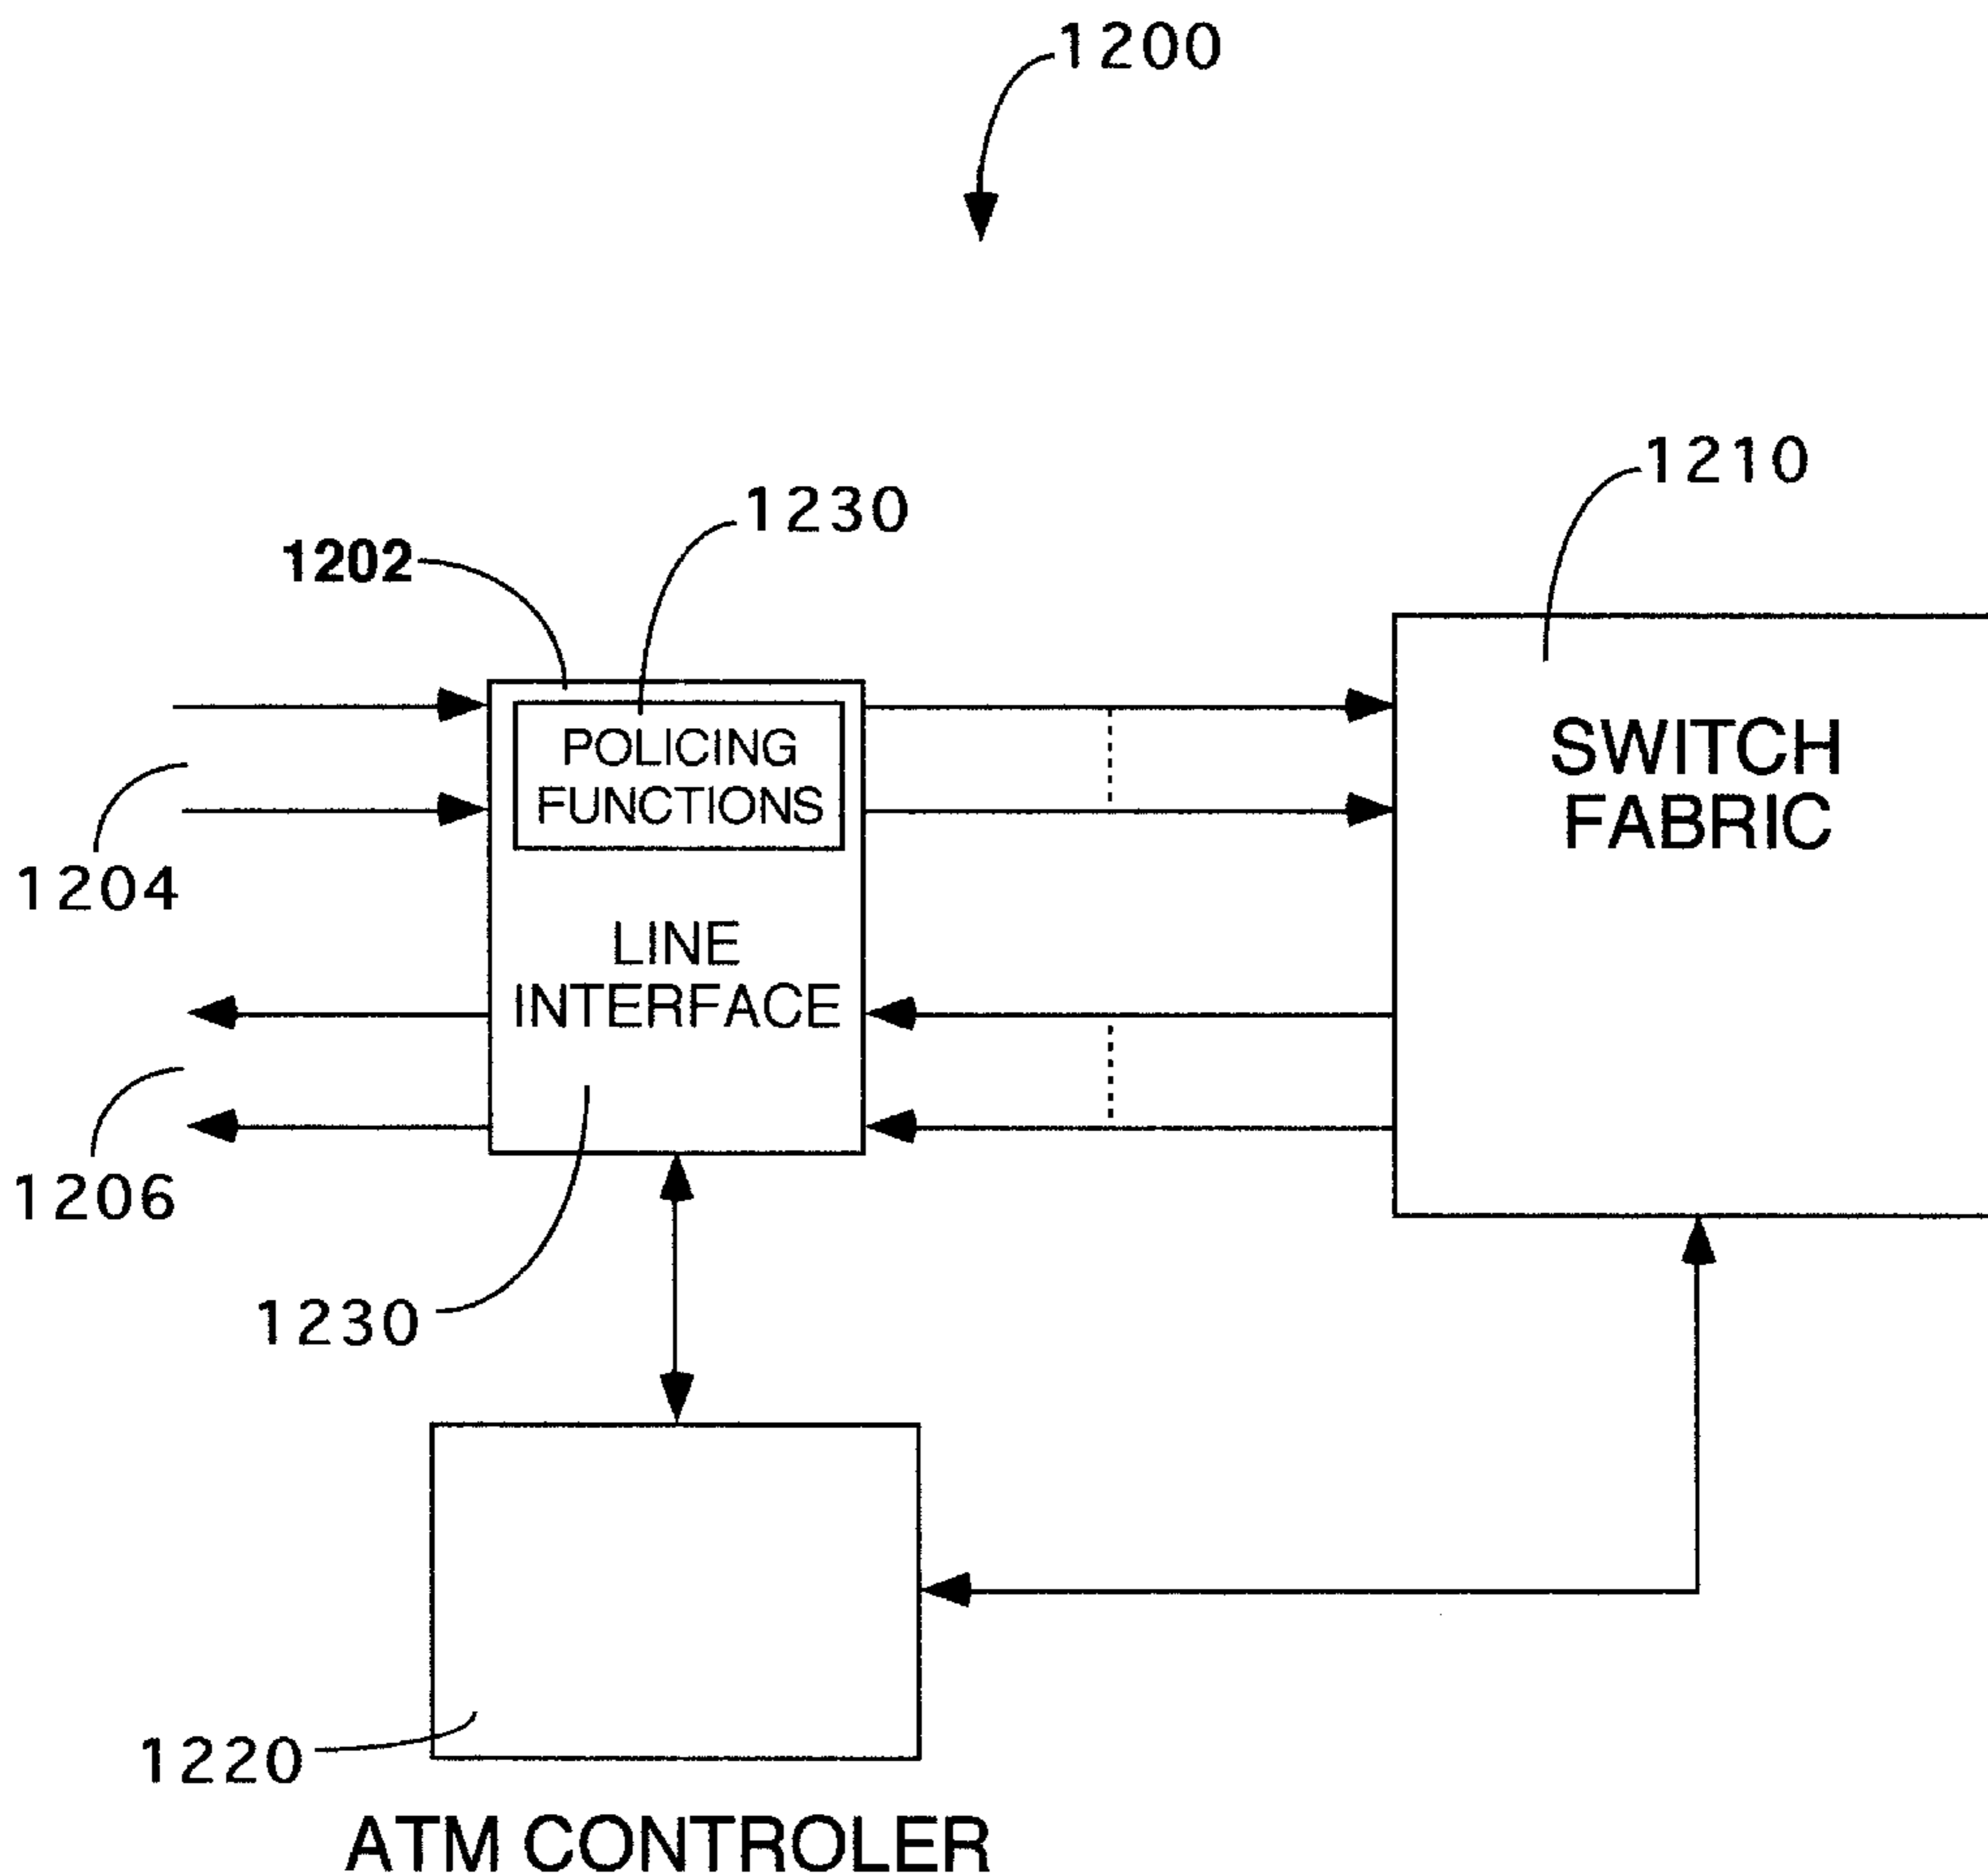 1200
1210
1230
1202
POLICING
FUNCTIONS
SWITCH
FABRIC
1204
LINE
INTERFACE
1206
1230
1220
ATM CONTROLER